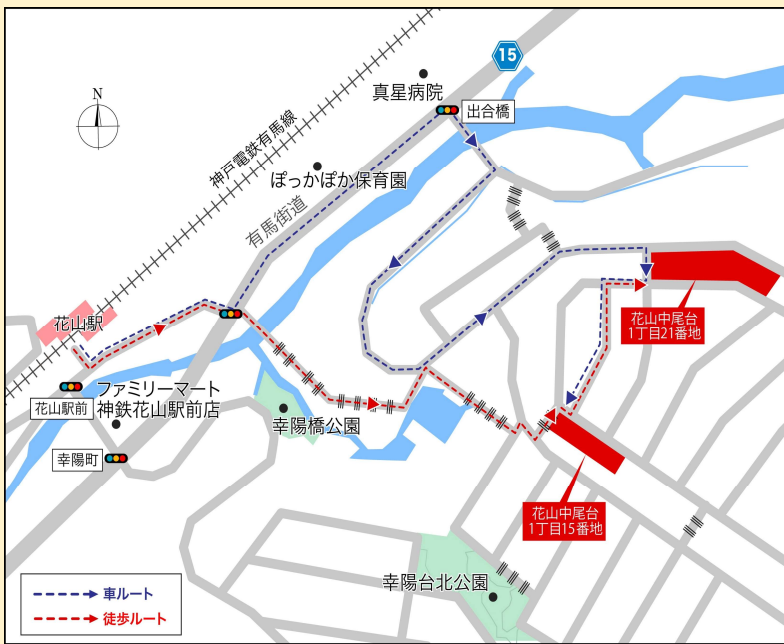 15
真星病院
出合橋
N
神戸電鉄有馬線
ぽっかぽか保育園
有馬街道
花山駅
花山中尾台
1丁目21番地
ファミリーマート
神鉄花山駅前店
花山駅前
幸陽橋公園
幸陽町
花山中尾台
1丁目15番地
幸陽台北公園
車ルート
徒歩ルート